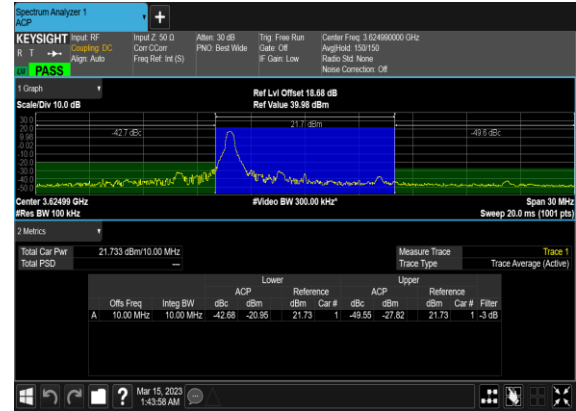 Spectrum Analyzer 1
ACP
+
KEYSIGHT Input: RF Input Z: 50 Ω Atten: 30 dB Trig: Free Run Center Freq: 3.624990000 GHz
R T Coupling: DC Corr CCorr PNO: Best Wide Gate: Off Avg|Hold: 150/150
Align: Auto Freq Ref: Int (S) IF Gain: Low Radio Std: None
Noise Correction: Off
PASS
1 Graph Ref Lvl Offset 18.68 dB
Scale/Div 10.0 dB Ref Value 39.98 dBm
30.0
20.0
9.98
-0.02
-10.0
-20.0
-30.0
-40.0
-50.0
-42.7 dBc 21.7 dBm -49.6 dBc
Center 3.62499 GHz #Video BW 300.00 kHz* Span 30 MHz
#Res BW 100 kHz Sweep 20.0 ms (1001 pts)
2 Metrics
Total Car Pwr 21.733 dBm/10.00 MHz Measure Trace Trace 1
Total PSD --- Trace Type Trace Average (Active)
Lower Upper
ACP Reference ACP Reference
Offs Freq Integ BW dBc dBm dBm Car # dBc dBm dBm Car # Filter
A 10.00 MHz 10.00 MHz -42.68 -20.95 21.73 1 -49.55 -27.82 21.73 1 -3 dB
? Mar 15, 2023
1:43:58 AM